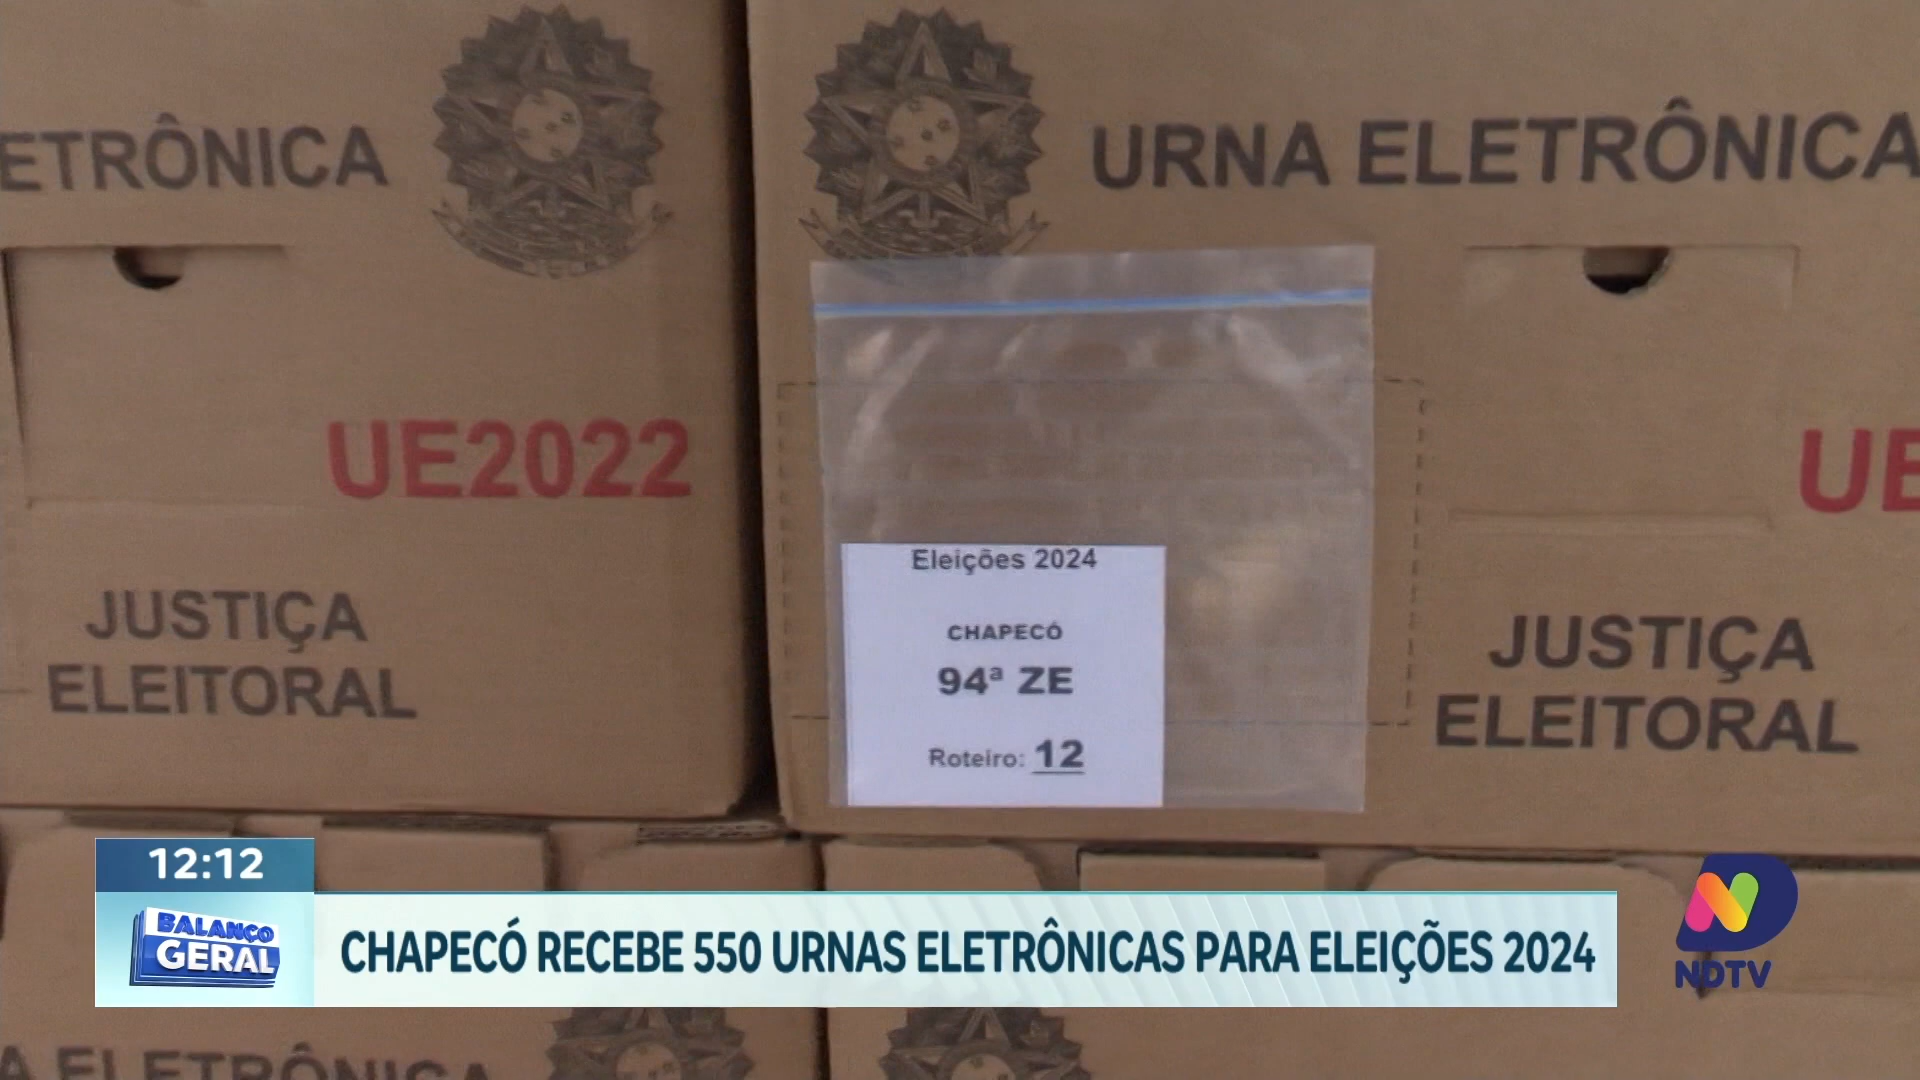 ETRÔNICA
URNA ELETRÔNICA
UE2022
UE
JUSTIÇA
ELEITORAL
Eleições 2024
CHAPECÓ
94ª ZE
Roteiro: 12
JUSTIÇA
ELEITORAL
12:12
BALANÇO
GERAL
CHAPECÓ RECEBE 550 URNAS ELETRÔNICAS PARA ELEIÇÕES 2024
NDTV
A ELETRÔNICA